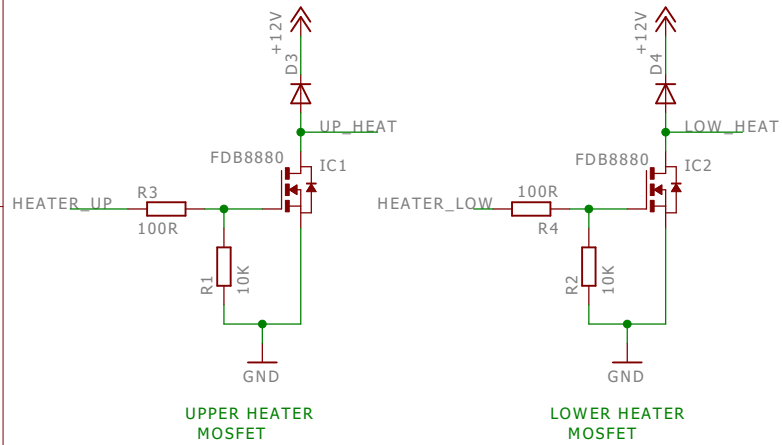 +12V
D3
UP_HEAT
FDB8880
IC1
R3
HEATER_UP
100R
R1
10K
GND
UPPER HEATER
MOSFET
+12V
D4
LOW_HEAT
FDB8880
IC2
100R
HEATER_LOW
R4
R2
10K
GND
LOWER HEATER
MOSFET